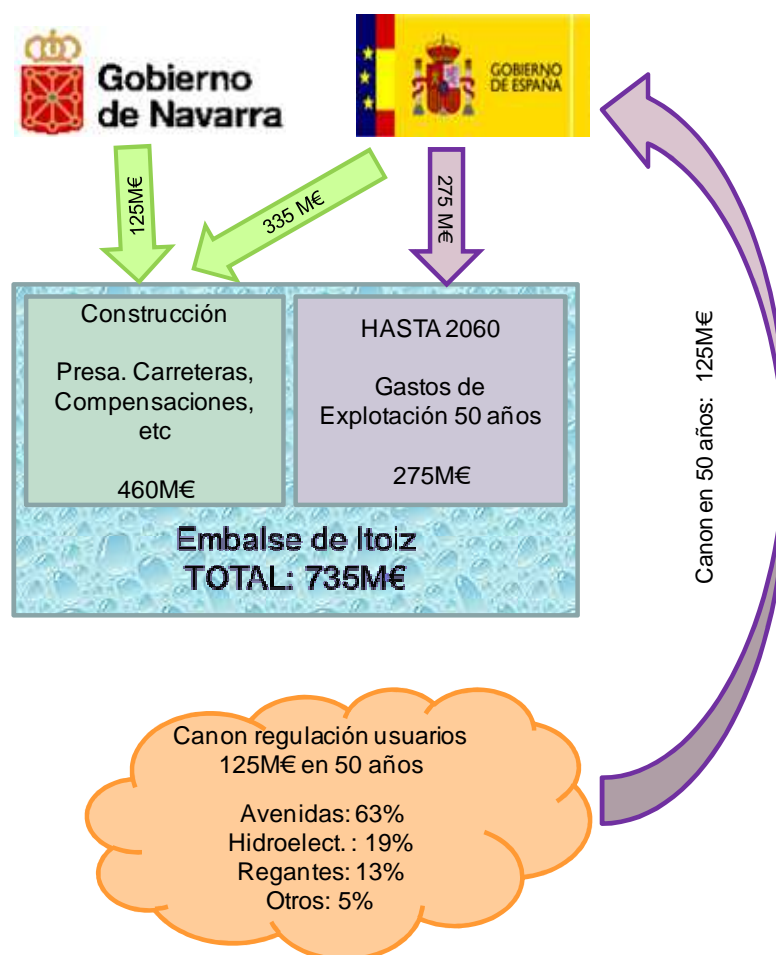 Gobierno
de Navarra
GOBIERNO
DE ESPAÑA
125M€
335 M€
275 M€
Construcción
Presa. Carreteras,
Compensaciones,
etc
460M€
HASTA 2060
Gastos de
Explotación 50 años
275M€
Embalse de Itoiz
TOTAL: 735M€
Canon en 50 años: 125M€
Canon regulación usuarios
125M€ en 50 años
Avenidas: 63%
Hidroelect. : 19%
Regantes: 13%
Otros: 5%